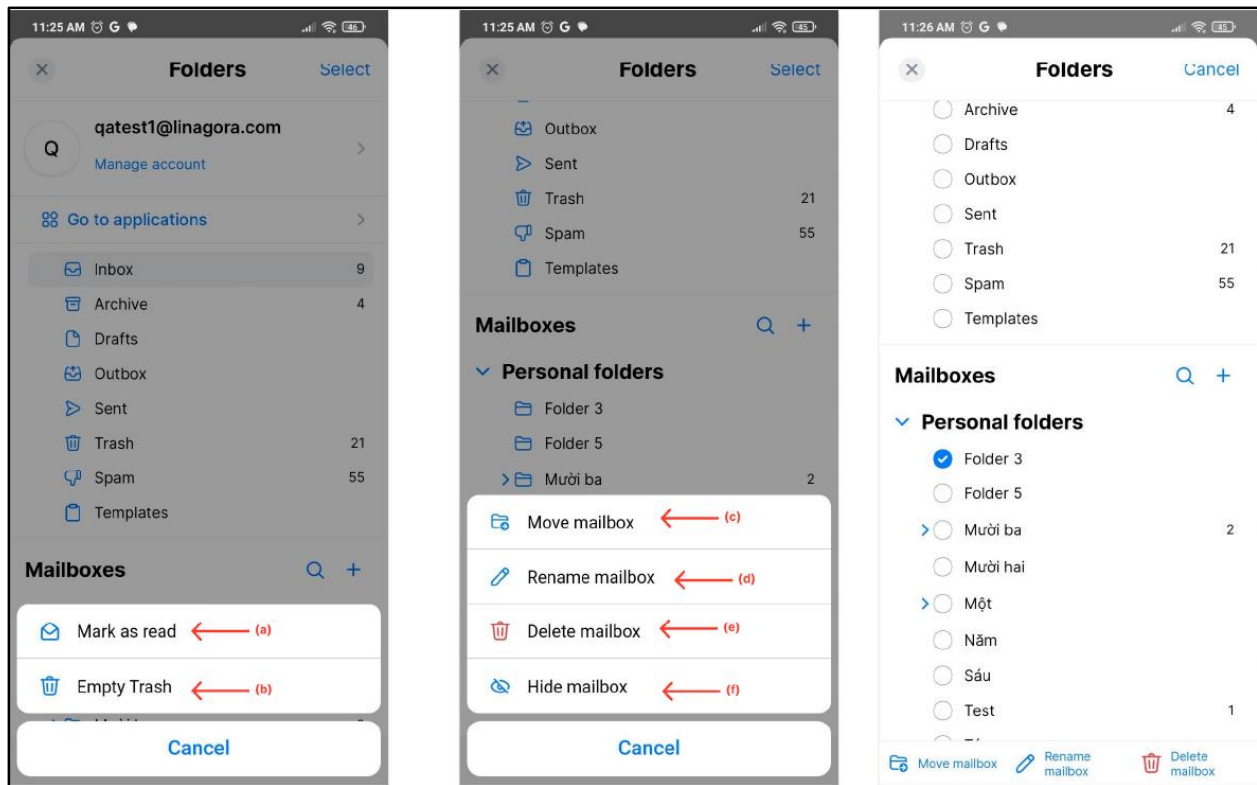 11:25 AM G 46
Folders
Select
Q
qatest1@linagora.com
Manage account
Go to applications
Inbox 9
Archive 4
Drafts
Outbox
Sent
Trash 21
Spam 55
Templates
Mailboxes
Mark as read (a)
Empty Trash (b)
Cancel
11:25 AM G 45
Folders
Select
Outbox
Sent
Trash 21
Spam 55
Templates
Mailboxes
Personal folders
Folder 3
Folder 5
Mười ba 2
Move mailbox (c)
Rename mailbox (d)
Delete mailbox (e)
Hide mailbox (f)
Cancel
11:26 AM G 45
Folders
Cancel
Archive 4
Drafts
Outbox
Sent
Trash 21
Spam 55
Templates
Mailboxes
Personal folders
Folder 3
Folder 5
Mười ba 2
Mười hai
Một
Năm
Sáu
Test 1
Move mailbox
Rename
mailbox
Delete
mailbox